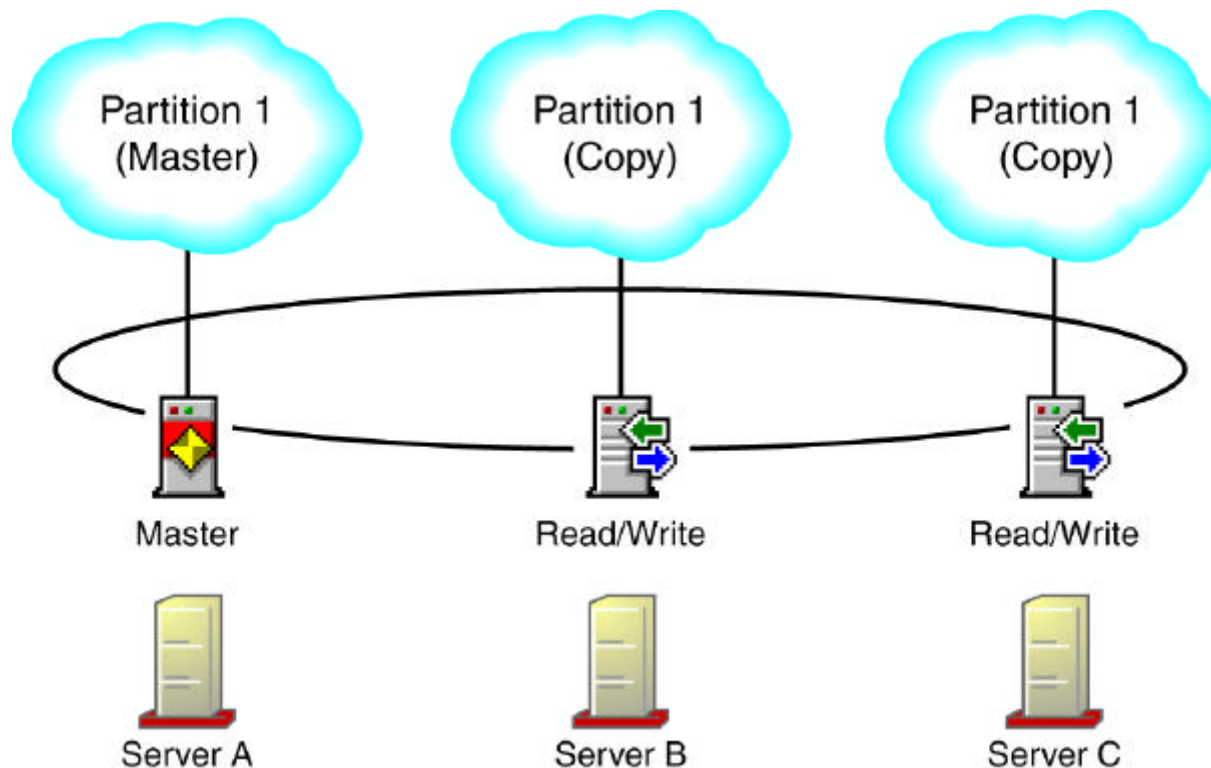 Partition 1
(Master)
Partition 1
(Copy)
Partition 1
(Copy)
Master
Read/Write
Read/Write
Server A
Server B
Server C